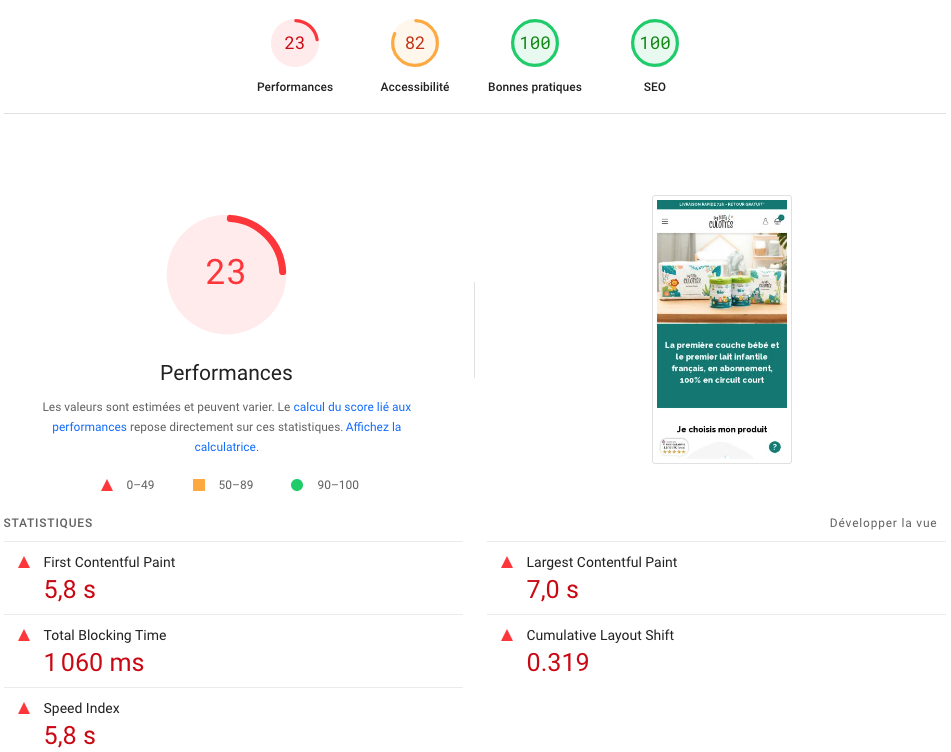 23
82
100
100
Performances
Accessibilité
Bonnes pratiques
SEO
23
Performances
Les valeurs sont estimées et peuvent varier. Le calcul du score lié aux
performances repose directement sur ces statistiques. Affichez la
calculatrice.
0–49
50–89
90–100
LIVRAISON RAPIDE 72h - RETOUR GRATUIT*
CULOTTES
La première couche bébé et
le premier lait infantile
français, en abonnement,
100% en circuit court
Je choisis mon produit
?
STATISTIQUES
Développer la vue
First Contentful Paint
5,8 s
Largest Contentful Paint
7,0 s
Total Blocking Time
1 060 ms
Cumulative Layout Shift
0.319
Speed Index
5,8 s